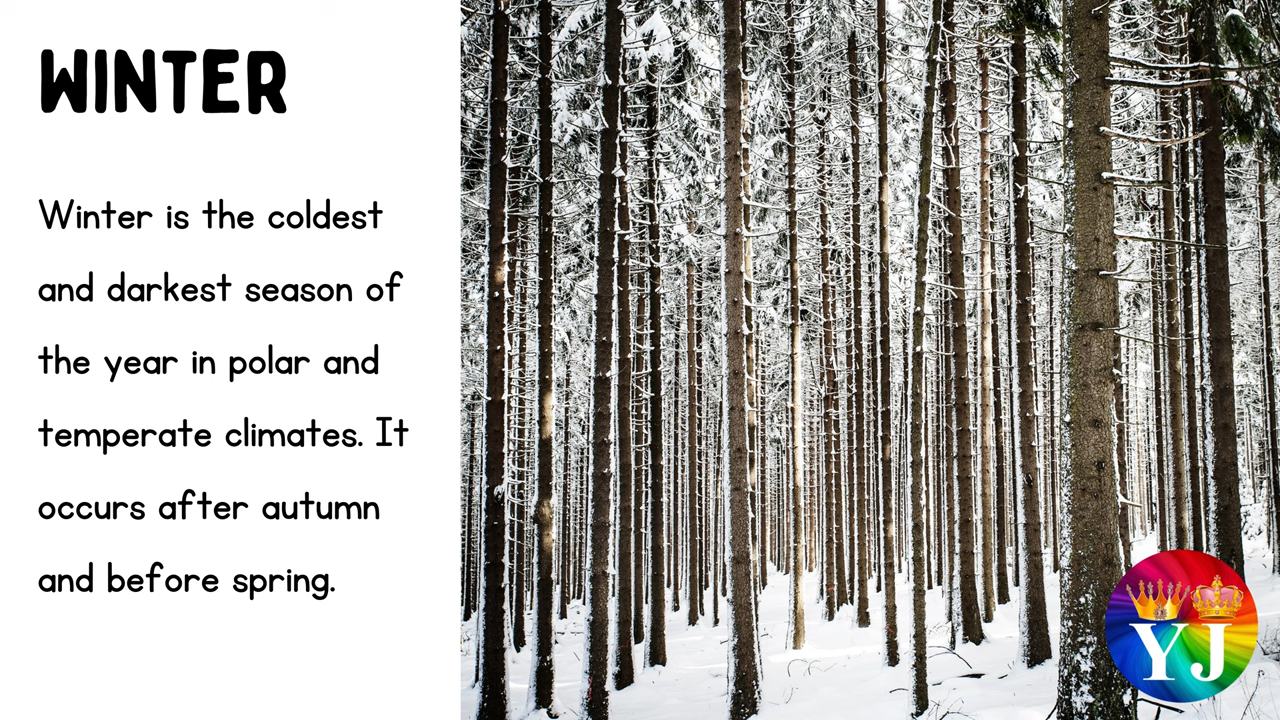 WINTER
Winter is the coldest
and darkest season of
the year in polar and
temperate climates. It
occurs after autumn
and before spring.
YJ